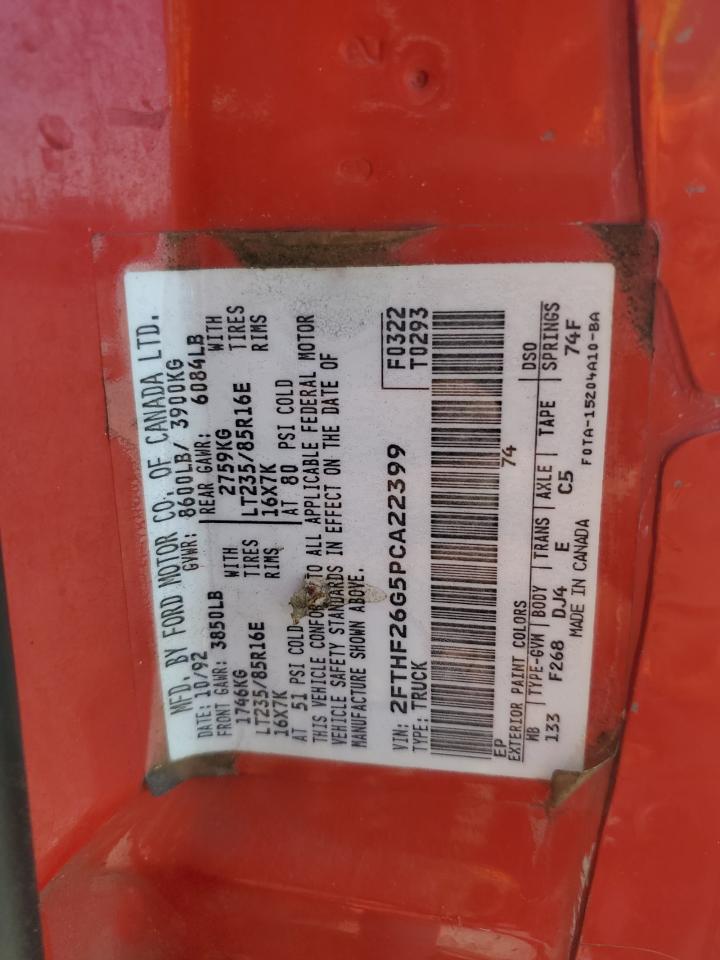 MFD. BY FORD MOTOR CO. OF CANADA LTD.
DATE: 10/92 GVWR: 8600LB/ 3900KG
FRONT GAWR: 3850LB REAR GAWR: 6084LB
1746KG WITH 2759KG WITH
LT235/85R16E TIRES LT235/85R16E TIRES
16X7K RIMS 16X7K RIMS
AT 51 PSI COLD AT 80 PSI COLD
THIS VEHICLE CONFORMS TO ALL APPLICABLE FEDERAL MOTOR
VEHICLE SAFETY STANDARDS IN EFFECT ON THE DATE OF
MANUFACTURE SHOWN ABOVE.
VIN: 2FTHF26G5PCA22399 F0322
TYPE: TRUCK T0293
EP 74
EXTERIOR PAINT COLORS DSO
WB TYPE-GVW BODY TRANS AXLE TAPE SPRINGS
133 F268 DJ4 E C5 74F
MADE IN CANADA F0TA-15204A10-BA